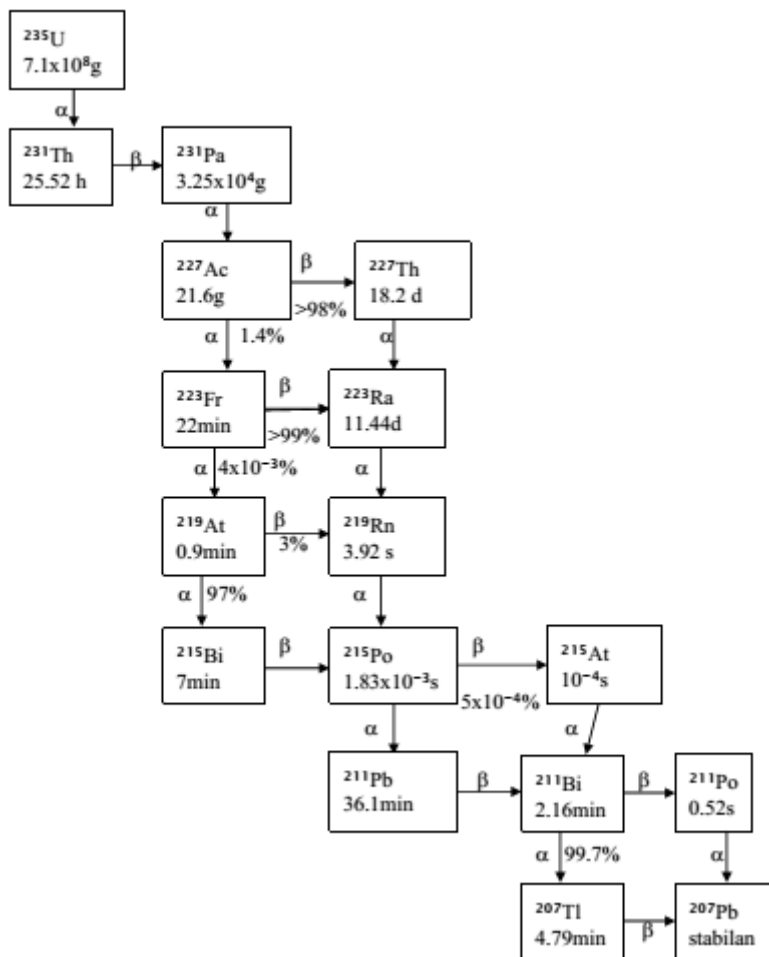 ²³⁵U
7.1x10⁸g
α
²³¹Th
25.52 h
β
²³¹Pa
3.25x10⁴g
α
²²⁷Ac
21.6g
β
>98%
²²⁷Th
18.2 d
α
1.4%
α
²²³Fr
22min
β
>99%
²²³Ra
11.44d
α
4x10⁻³%
α
²¹⁹At
0.9min
β
3%
²¹⁹Rn
3.92 s
α
97%
α
²¹⁵Bi
7min
β
²¹⁵Po
1.83x10⁻³s
β
5x10⁻⁴%
²¹⁵At
10⁻⁴s
α
α
²¹¹Pb
36.1min
β
²¹¹Bi
2.16min
β
²¹¹Po
0.52s
α
99.7%
α
²⁰⁷Tl
4.79min
β
²⁰⁷Pb
stabilan